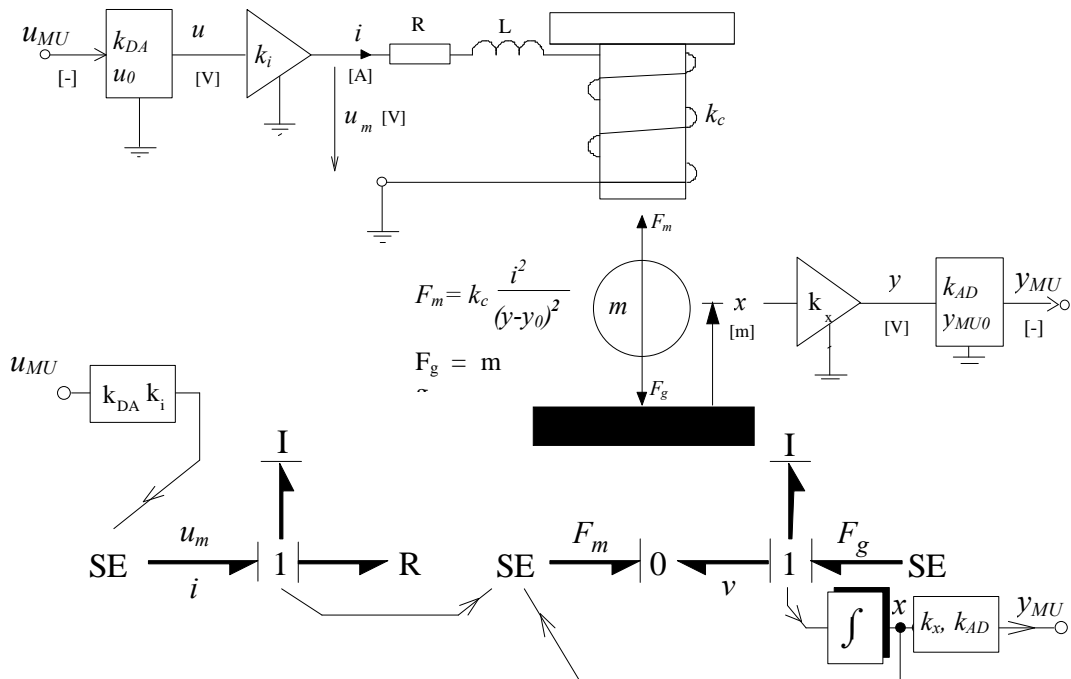 u_MU
[-]
k_DA
u_0
u
[V]
k_i
i
[A]
R
L
u_m [V]
k_c
F_m
F_m = k_c i^2 / (y-y_0)^2
m
x
[m]
k_x
y
[V]
k_AD
y_MU0
y_MU
[-]
F_g = m
F_g
u_MU
k_DA k_i
I
I
SE
u_m
i
1
R
SE
F_m
0
v
1
F_g
SE
∫
x
k_x, k_AD
y_MU